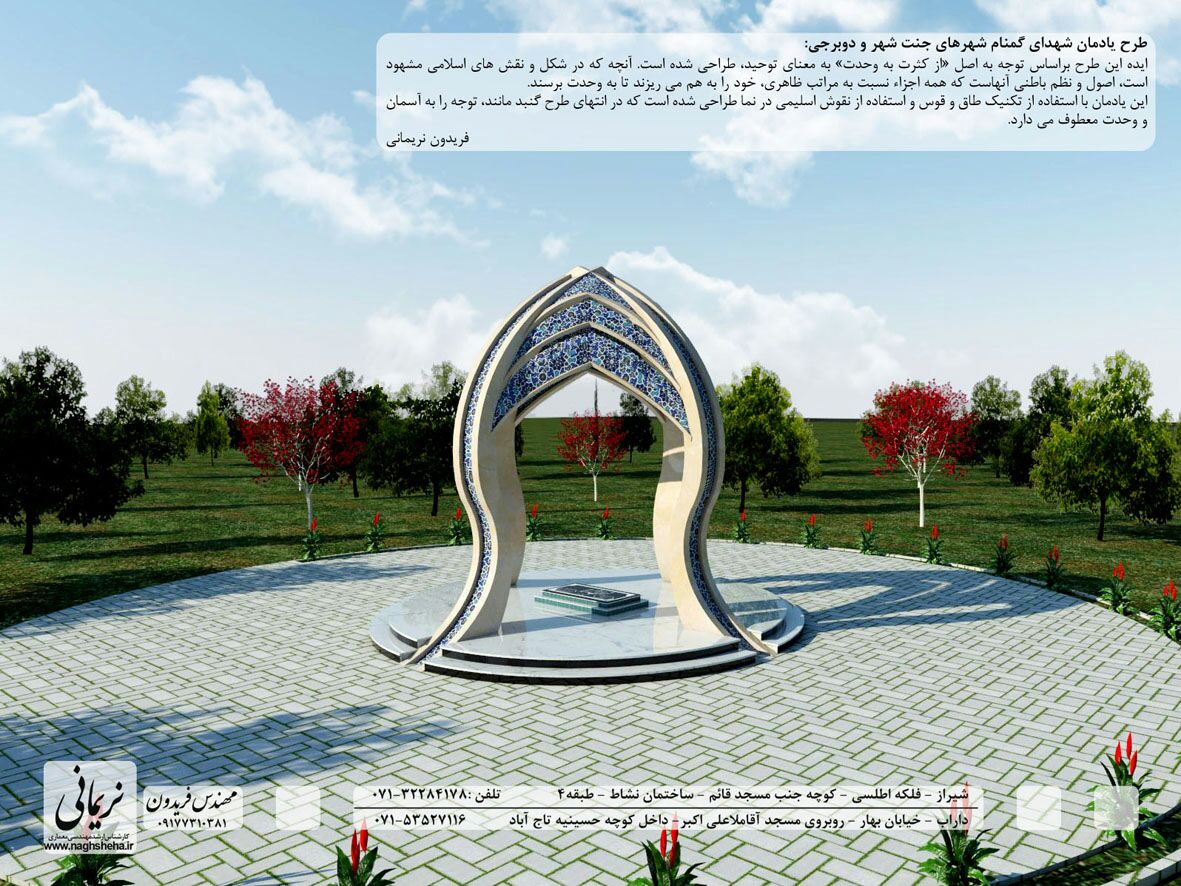 طرح یادمان شهدای گمنام شهرهای جنت شهر و دوبرجی:
ایده این طرح براساس توجه به اصل «از کثرت به وحدت» به معنای توحید، طراحی شده است. آنچه که در شکل و نقش های اسلامی مشهود
است، اصول و نظم باطنی آنهاست که همه اجزاء نسبت به مراتب ظاهری، خود را به هم می ریزند تا به وحدت برسند.
این یادمان با استفاده از تکنیک طاق و قوس و استفاده از نقوش اسلیمی در نما طراحی شده است که در انتهای طرح گنبد مانند، توجه را به آسمان
و وحدت معطوف می دارد.
فریدون نریمانی
شیراز - فلکه اطلسی - کوچه جنب مسجد قائم - ساختمان نشاط - طبقه۴ تلفن :۳۲۲۸۴۱۷۸-۰۷۱
داراب - خیابان بهار - روبروی مسجد آقاملاعلی اکبر - داخل کوچه حسینیه تاج آباد ۵۳۵۲۷۱۱۶-۰۷۱
مهندس فریدون
۰۹۱۷۷۳۱۰۳۸۱
نریمانی
کارشناس ارشد مهندسی معماری
www.naghsheha.ir